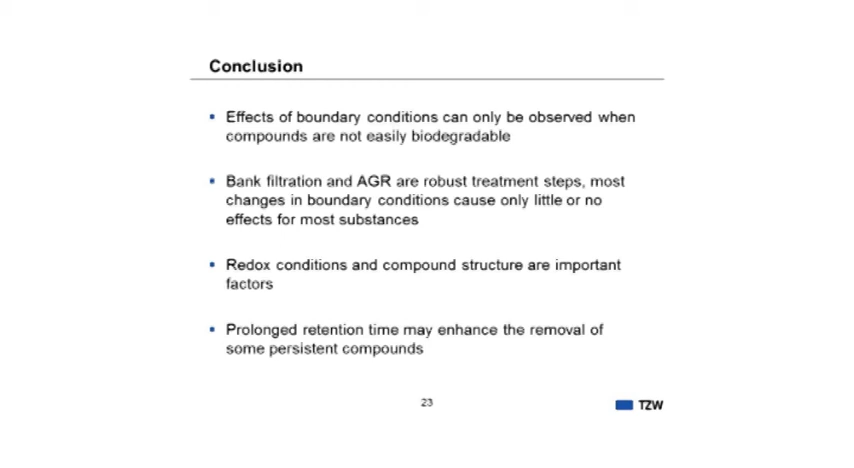 Conclusion
• Effects of boundary conditions can only be observed when
compounds are not easily biodegradable
• Bank filtration and AGR are robust treatment steps, most
changes in boundary conditions cause only little or no
effects for most substances
• Redox conditions and compound structure are important
factors
• Prolonged retention time may enhance the removal of
some persistent compounds
23
TZW